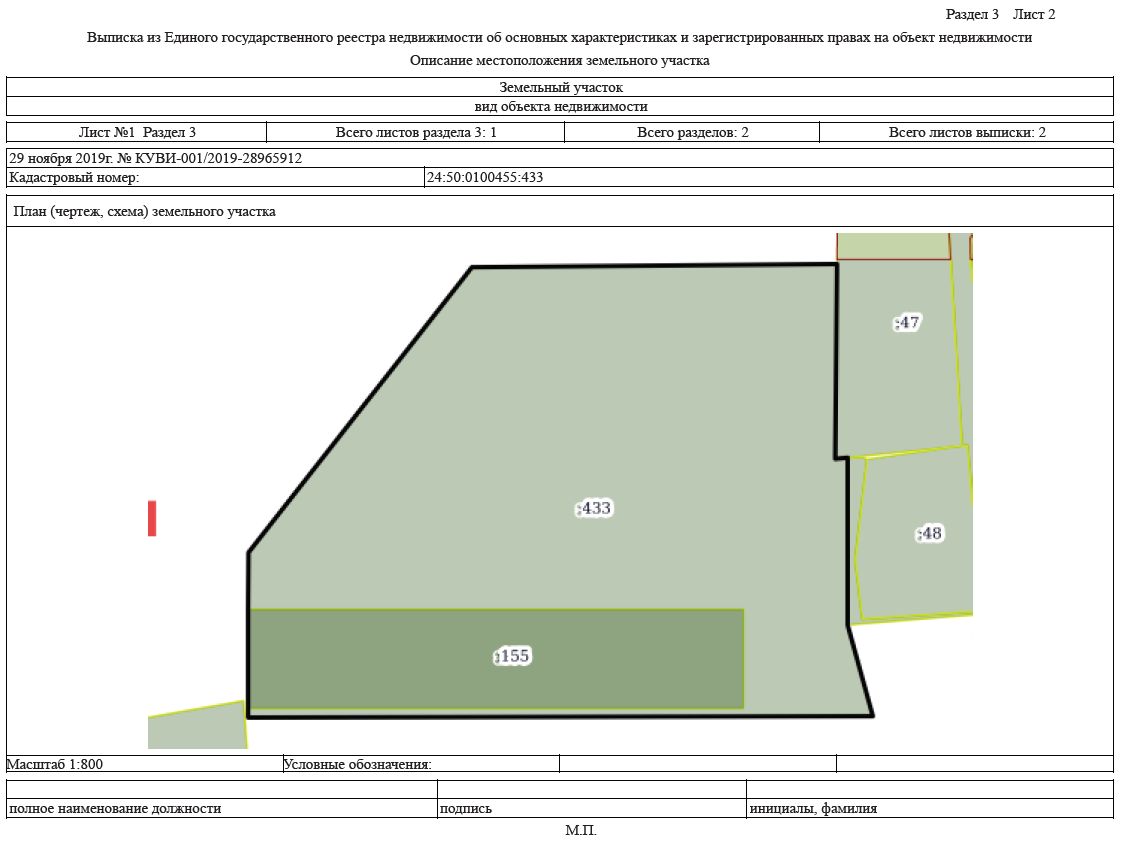 Раздел 3 Лист 2
Выписка из Единого государственного реестра недвижимости об основных характеристиках и зарегистрированных правах на объект недвижимости
Описание местоположения земельного участка
Земельный участок
вид объекта недвижимости
Лист №1 Раздел 3 Всего листов раздела 3: 1 Всего разделов: 2 Всего листов выписки: 2
29 ноября 2019г. № КУВИ-001/2019-28965912
Кадастровый номер: 24:50:0100455:433
План (чертеж, схема) земельного участка
:47
:433
:48
:155
Масштаб 1:800 Условные обозначения:
полное наименование должности подпись инициалы, фамилия
М.П.